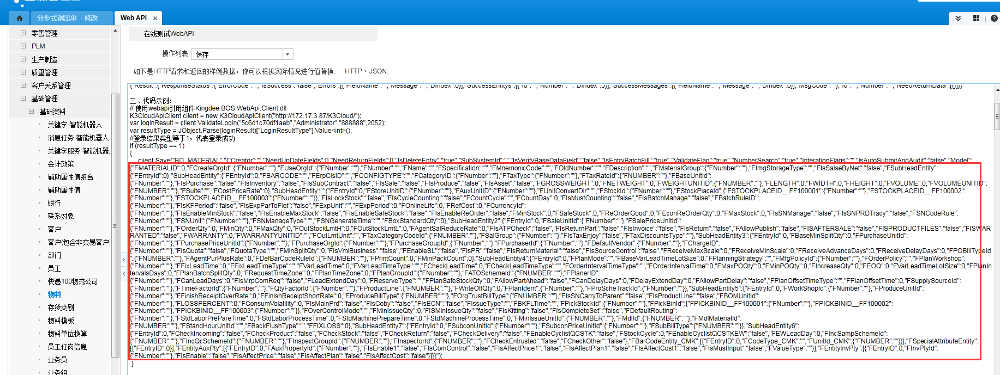 分步式调出单 - 修改
Web API
零售管理
PLM
生产制造
质量管理
客户关系管理
基础管理
基础资料
关键字-智能机器人
消息任务-智能机器人
关键字服务-智能机器
会计政策
辅助属性值组合
辅助属性值
银行
联系对象
客户
客户(包含非交易客户)
部门
员工
快递100物流公司
物料
存货类别
物料模板
物料单位换算
员工任岗信息
业务员
业务组
在线测试WebAPI
操作列表 保存
如下是HTTP请求和返回的样例数据，你可以根据实际情况进行值替换. HTTP + JSON.
{"Result":{"ResponseStatus":{"ErrorCode":"","IsSuccess":"false","Errors":[{"FieldName":"","Message":"","DIndex":0}],"SuccessEntitys":[{"Id":"","Number":"","DIndex":0}],"SuccessMessages":[{"FieldName":"","Message":"","DIndex":0}],"MsgCode":""},"Id":"","Number":"","NeedReturnData":[{}]}}
三、代码示例：
// 使用webapi引用组件Kingdee.BOS.WebApi.Client.dll
K3CloudApiClient client = new K3CloudApiClient("http://172.17.3.87/K3Cloud/");
var loginResult = client.ValidateLogin("5c6d1c70df1aeb","Administrator","888888",2052);
var resultType = JObject.Parse(loginResult)["LoginResultType"].Value<int>();
//登录结果类型等于1，代表登录成功
if (resultType == 1)
{
client.Save("BD_MATERIAL","{"Creator":"","NeedUpDateFields":[],"NeedReturnFields":[],"IsDeleteEntry":"true","SubSystemId":"","IsVerifyBaseDataField":"false","IsEntryBatchFill":"true","ValidateFlag":"true","NumberSearch":"true","InterationFlags":"","IsAutoSubmitAndAudit":"false","Model":
{"FMATERIALID":0,"FCreateOrgId":{"FNumber":""},"FUseOrgId":{"FNumber":""},"FNumber":"","FName":"","FSpecification":"","FMnemonicCode":"","FOldNumber":"","FDescription":"","FMaterialGroup":{"FNumber":""},"FImgStorageType":"","FIsSalseByNet":"false","FSubHeadEntity":
{"FEntryId":0},"SubHeadEntity":{"FEntryId":0,"FBARCODE":"","FErpClsID":"","FCONFIGTYPE":"","FCategoryID":{"FNumber":""},"FTaxType":{"FNumber":""},"FTaxRateId":{"FNUMBER":""},"FBaseUnitId":
{"FNumber":""},"FIsPurchase":"false","FIsInventory":"false","FIsSubContract":"false","FIsSale":"false","FIsProduce":"false","FIsAsset":"false","FGROSSWEIGHT":0,"FNETWEIGHT":0,"FWEIGHTUNITID":{"FNUMBER":""},"FLENGTH":0,"FWIDTH":0,"FHEIGHT":0,"FVOLUME":0,"FVOLUMEUNITID":
{"FNUMBER":""},"FSuite":"","FCostPriceRate":0},"SubHeadEntity1":{"FEntryId":0,"FStoreUnitID":{"FNumber":""},"FAuxUnitID":{"FNumber":""},"FUnitConvertDir":"","FStockId":{"FNumber":""},"FStockPlaceId":{"FSTOCKPLACEID__FF100001":{"FNumber":""},"FSTOCKPLACEID__FF100002":
{"FNumber":""},"FSTOCKPLACEID__FF100003":{"FNumber":""}},"FIsLockStock":"false","FIsCycleCounting":"false","FCountCycle":"","FCountDay":0,"FIsMustCounting":"false","FIsBatchManage":"false","FBatchRuleID":
{"FNumber":""},"FIsKFPeriod":"false","FIsExpParToFlot":"false","FExpUnit":"","FExpPeriod":0,"FOnlineLife":0,"FRefCost":0,"FCurrencyId":
{"FNumber":""},"FIsEnableMinStock":"false","FIsEnableMaxStock":"false","FIsEnableSafeStock":"false","FIsEnableReOrder":"false","FMinStock":0,"FSafeStock":0,"FReOrderGood":0,"FEconReOrderQty":0,"FMaxStock":0,"FIsSNManage":"false","FIsSNPRDTracy":"false","FSNCodeRule":
{"FNumber":""},"FSNUnit":{"FNumber":""},"FSNManageType":"","FSNGenerateTime":"","FBoxStandardQty":0},"SubHeadEntity2":{"FEntryId":0,"FSaleUnitId":{"FNumber":""},"FSalePriceUnitId":
{"FNumber":""},"FOrderQty":0,"FMinQty":0,"FMaxQty":0,"FOutStockLmtH":0,"FOutStockLmtL":0,"FAgentSalReduceRate":0,"FIsATPCheck":"false","FIsReturnPart":"false","FIsInvoice":"false","FIsReturn":"false","FAllowPublish":"false","FISAFTERSALE":"false","FISPRODUCTFILES":"false","FISWAR
RANTED":"false","FWARRANTY":0,"FWARRANTYUNITID":"","FOutLmtUnit":"","FTaxCategoryCodeId":{"FNUMBER":""},"FSalGroup":{"FNumber":""},"FIsTaxEnjoy":"false","FTaxDiscountsType":""},"SubHeadEntity3":{"FEntryId":0,"FBaseMinSplitQty":0,"FPurchaseUnitId":
{"FNumber":""},"FPurchasePriceUnitId":{"FNumber":""},"FPurchaseOrgId":{"FNumber":""},"FPurchaseGroupId":{"FNumber":""},"FPurchaserId":{"FNumber":""},"FDefaultVendor":{"FNumber":""},"FChargeID":
{"FNumber":""},"FIsQuota":"false","FQuotaType":"","FMinSplitQty":0,"FIsVmiBusiness":"false","FEnableSL":"false","FIsPR":"false","FIsReturnMaterial":"false","FIsSourceControl":"false","FReceiveMaxScale":0,"FReceiveMinScale":0,"FReceiveAdvanceDays":0,"FReceiveDelayDays":0,"FPOBillTypeId
:{"FNUMBER":""},"FAgentPurPlusRate":0,"FDefBarCodeRuleId":{"FNUMBER":""},"FPrintCount":0,"FMinPackCount":0},"SubHeadEntity4":{"FEntryId":0,"FPlanMode":"","FBaseVarLeadTimeLotSize":0,"FPlanningStrategy":"","FMfgPolicyId":{"FNumber":""},"FOrderPolicy":"","FPlanWorkshop":
{"FNumber":""},"FFixLeadTime":0,"FFixLeadTimeType":"","FVarLeadTime":0,"FVarLeadTimeType":"","FCheckLeadTime":0,"FCheckLeadTimeType":"","FOrderIntervalTimeType":"","FOrderIntervalTime":0,"FMaxPOQty":0,"FMinPOQty":0,"FIncreaseQty":0,"FEOQ":0,"FVarLeadTimeLotSize":0,"FPlanIn
tervalsDays":0,"FPlanBatchSplitQty":0,"FRequestTimeZone":0,"FPlanTimeZone":0,"FPlanGroupId":{"FNumber":""},"FATOSchemeId":{"FNUMBER":""},"FPlanerID":
{"FNumber":""},"FCanLeadDays":0,"FIsMrpComReq":"false","FLeadExtendDay":0,"FReserveType":"","FPlanSafeStockQty":0,"FAllowPartAhead":"false","FCanDelayDays":0,"FDelayExtendDay":0,"FAllowPartDelay":"false","FPlanOffsetTimeType":"","FPlanOffsetTime":0,"FSupplySourceId":
{"FNumber":""},"FTimeFactorId":{"FNumber":""},"FQtyFactorId":{"FNumber":""},"FProductLine":{"FNUMBER":""},"FWriteOffQty":0,"FPlanIdent":{"FNumber":""},"FProScheTrackId":{"FNumber":""}},"SubHeadEntity5":{"FEntryId":0,"FWorkShopId":{"FNumber":""},"FProduceUnitId":
{"FNumber":""},"FFinishReceiptOverRate":0,"FFinishReceiptShortRate":0,"FProduceBillType":{"FNUMBER":""},"FOrgTrustBillType":{"FNUMBER":""},"FIsSNCarryToParent":"false","FIsProductLine":"false","FBOMUnitId":
{"FNumber":""},"FLOSSPERCENT":0,"FConsumVolatility":0,"FIsMainPrd":"false","FIsCoby":"false","FIsECN":"false","FIssueType":"","FBKFLTime":"","FPickStockId":{"FNumber":""},"FPickBinId":{"FPICKBINID__FF100001":{"FNumber":""},"FPICKBINID__FF100002":
{"FNumber":""},"FPICKBINID__FF100003":{"FNumber":""}},"FOverControlMode":"","FMinIssueQty":0,"FISMinIssueQty":"false","FIsKitting":"false","FIsCompleteSet":"false","FDefaultRouting":
{"FNumber":""},"FStdLaborPrePareTime":0,"FStdLaborProcessTime":0,"FStdMachinePrepareTime":0,"FStdMachineProcessTime":0,"FMinIssueUnitId":{"FNUMBER":""},"FMdlId":{"FNUMBER":""},"FMdlMaterialId":
{"FNUMBER":""},"FStandHourUnitId":"","FBackFlushType":"","FFIXLOSS":0},"SubHeadEntity7":{"FEntryId":0,"FSubconUnitId":{"FNumber":""},"FSubconPriceUnitId":{"FNumber":""},"FSubBillType":{"FNUMBER":""}},"SubHeadEntity6":
{"FEntryId":0,"FCheckIncoming":"false","FCheckProduct":"false","FCheckStock":"false","FCheckReturn":"false","FCheckDelivery":"false","FEnableCyclistQCSTK":"false","FStockCycle":0,"FEnableCyclistQCSTKEW":"false","FEWLeadDay":0,"FIncSampSchemeId":
{"FNUMBER":""},"FIncQcSchemeId":{"FNUMBER":""},"FInspectGroupId":{"FNUMBER":""},"FInspectorId":{"FNUMBER":""},"FCheckEntrusted":"false","FCheckOther":"false"},"FBarCodeEntity_CMK":[{"FEntryID":0,"FCodeType_CMK":"","FUnitId_CMK":{"FNUMBER":""}}],"FSpecialAttributeEntity":
[{"FEntryID":0}],"FEntityAuxPty":[{"FEntryID":0,"FAuxPropertyId":{"FNumber":""},"FIsEnable1":"false","FIsComControl":"false","FIsAffectPrice1":"false","FIsAffectPlan1":"false","FIsAffectCost1":"false","FIsMustInput":"false","FValueType":""}],"FEntityInvPty":[{"FEntryID":0,"FInvPtyId":
{"FNumber":""},"FIsEnable":"false","FIsAffectPrice":"false","FIsAffectPlan":"false","FIsAffectCost":"false"}]}}");
}